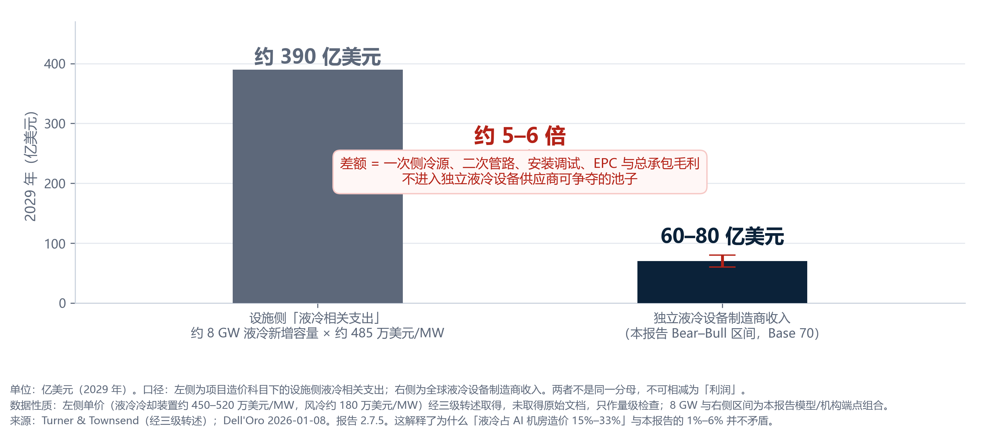 约 390 亿美元
400
300
200
100
0
2029 年（亿美元）
约 5–6 倍
差额 = 一次侧冷源、二次管路、安装调试、EPC 与总承包毛利
不进入独立液冷设备供应商可争夺的池子
60–80 亿美元
设施侧「液冷相关支出」
约 8 GW 液冷新增容量 × 约 485 万美元/MW
独立液冷设备制造商收入
（本报告 Bear–Bull 区间，Base 70）
单位：亿美元（2029 年）。口径：左侧为项目造价科目下的设施侧液冷相关支出；右侧为全球液冷设备制造商收入。两者不是同一分母，不可相减为「利润」。
数据性质：左侧单价（液冷冷却装置约 450–520 万美元/MW，风冷约 180 万美元/MW）经三级转述取得，未取得原始文档，只作量级检查；8 GW 与右侧区间为本报告模型/机构端点组合。
来源：Turner & Townsend（经三级转述）；Dell'Oro 2026-01-08。报告 2.7.5。这解释了为什么「液冷占 AI 机房造价 15%–33%」与本报告的 1%–6% 并不矛盾。